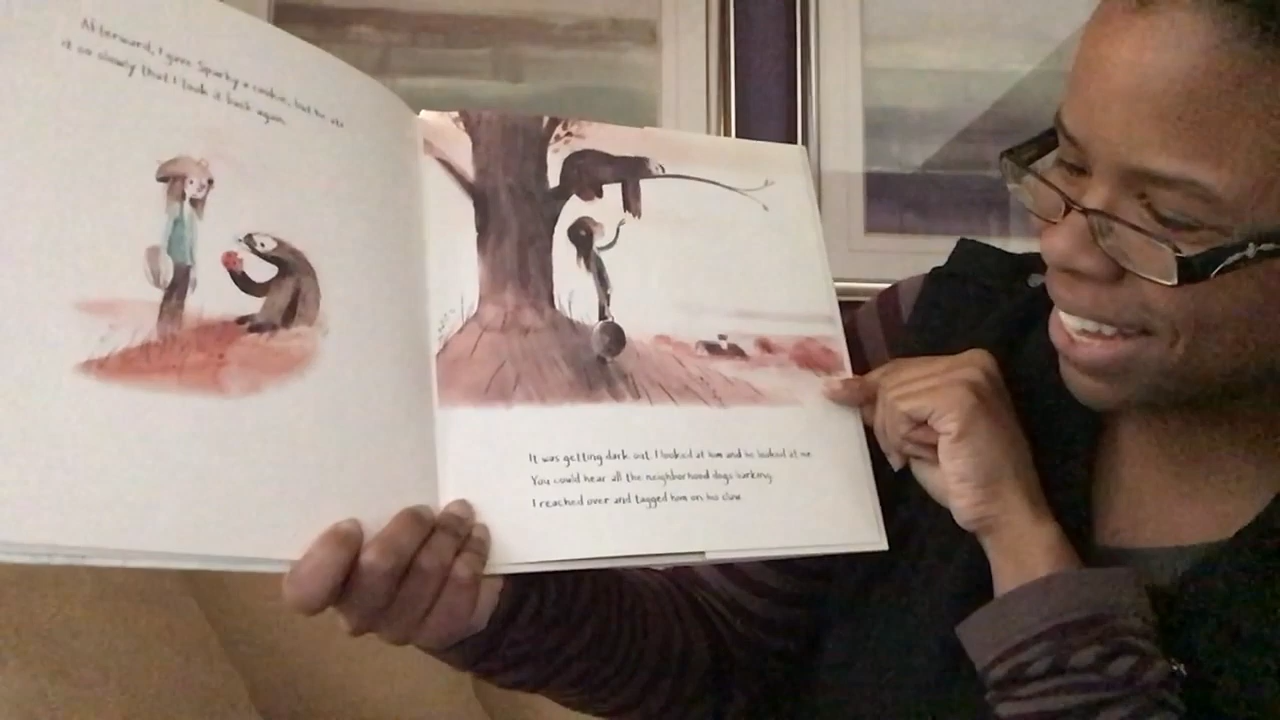 Afterward, I gave Sparky a cookie, but he ate
it so slowly that I took it back again.
It was getting dark out. I looked at him and he looked at me.
You could hear all the neighborhood dogs barking.
I reached over and tagged him on his claw.